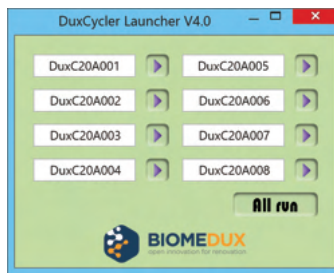 DuxCycler Launcher V4.0
DuxC20A001 DuxC20A005
DuxC20A002 DuxC20A006
DuxC20A003 DuxC20A007
DuxC20A004 DuxC20A008
All run
BIOMEDUX
open innovation for renovation